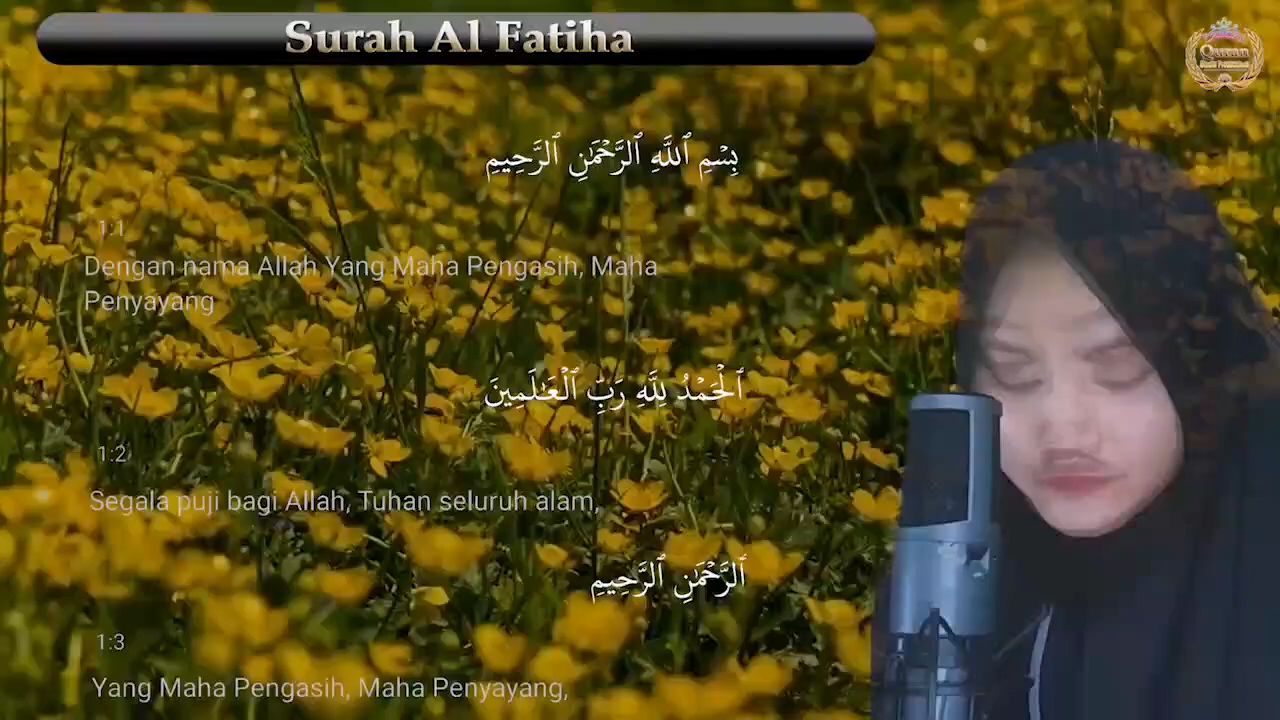 Surah Al Fatiha
Quran
بِسْمِ ٱللَّهِ ٱلرَّحْمَٰنِ ٱلرَّحِيمِ
1:1
Dengan nama Allah Yang Maha Pengasih, Maha
Penyayang
ٱلْحَمْدُ لِلَّهِ رَبِّ ٱلْعَٰلَمِينَ
1:2
Segala puji bagi Allah, Tuhan seluruh alam,
ٱلرَّحْمَٰنِ ٱلرَّحِيمِ
1:3
Yang Maha Pengasih, Maha Penyayang,